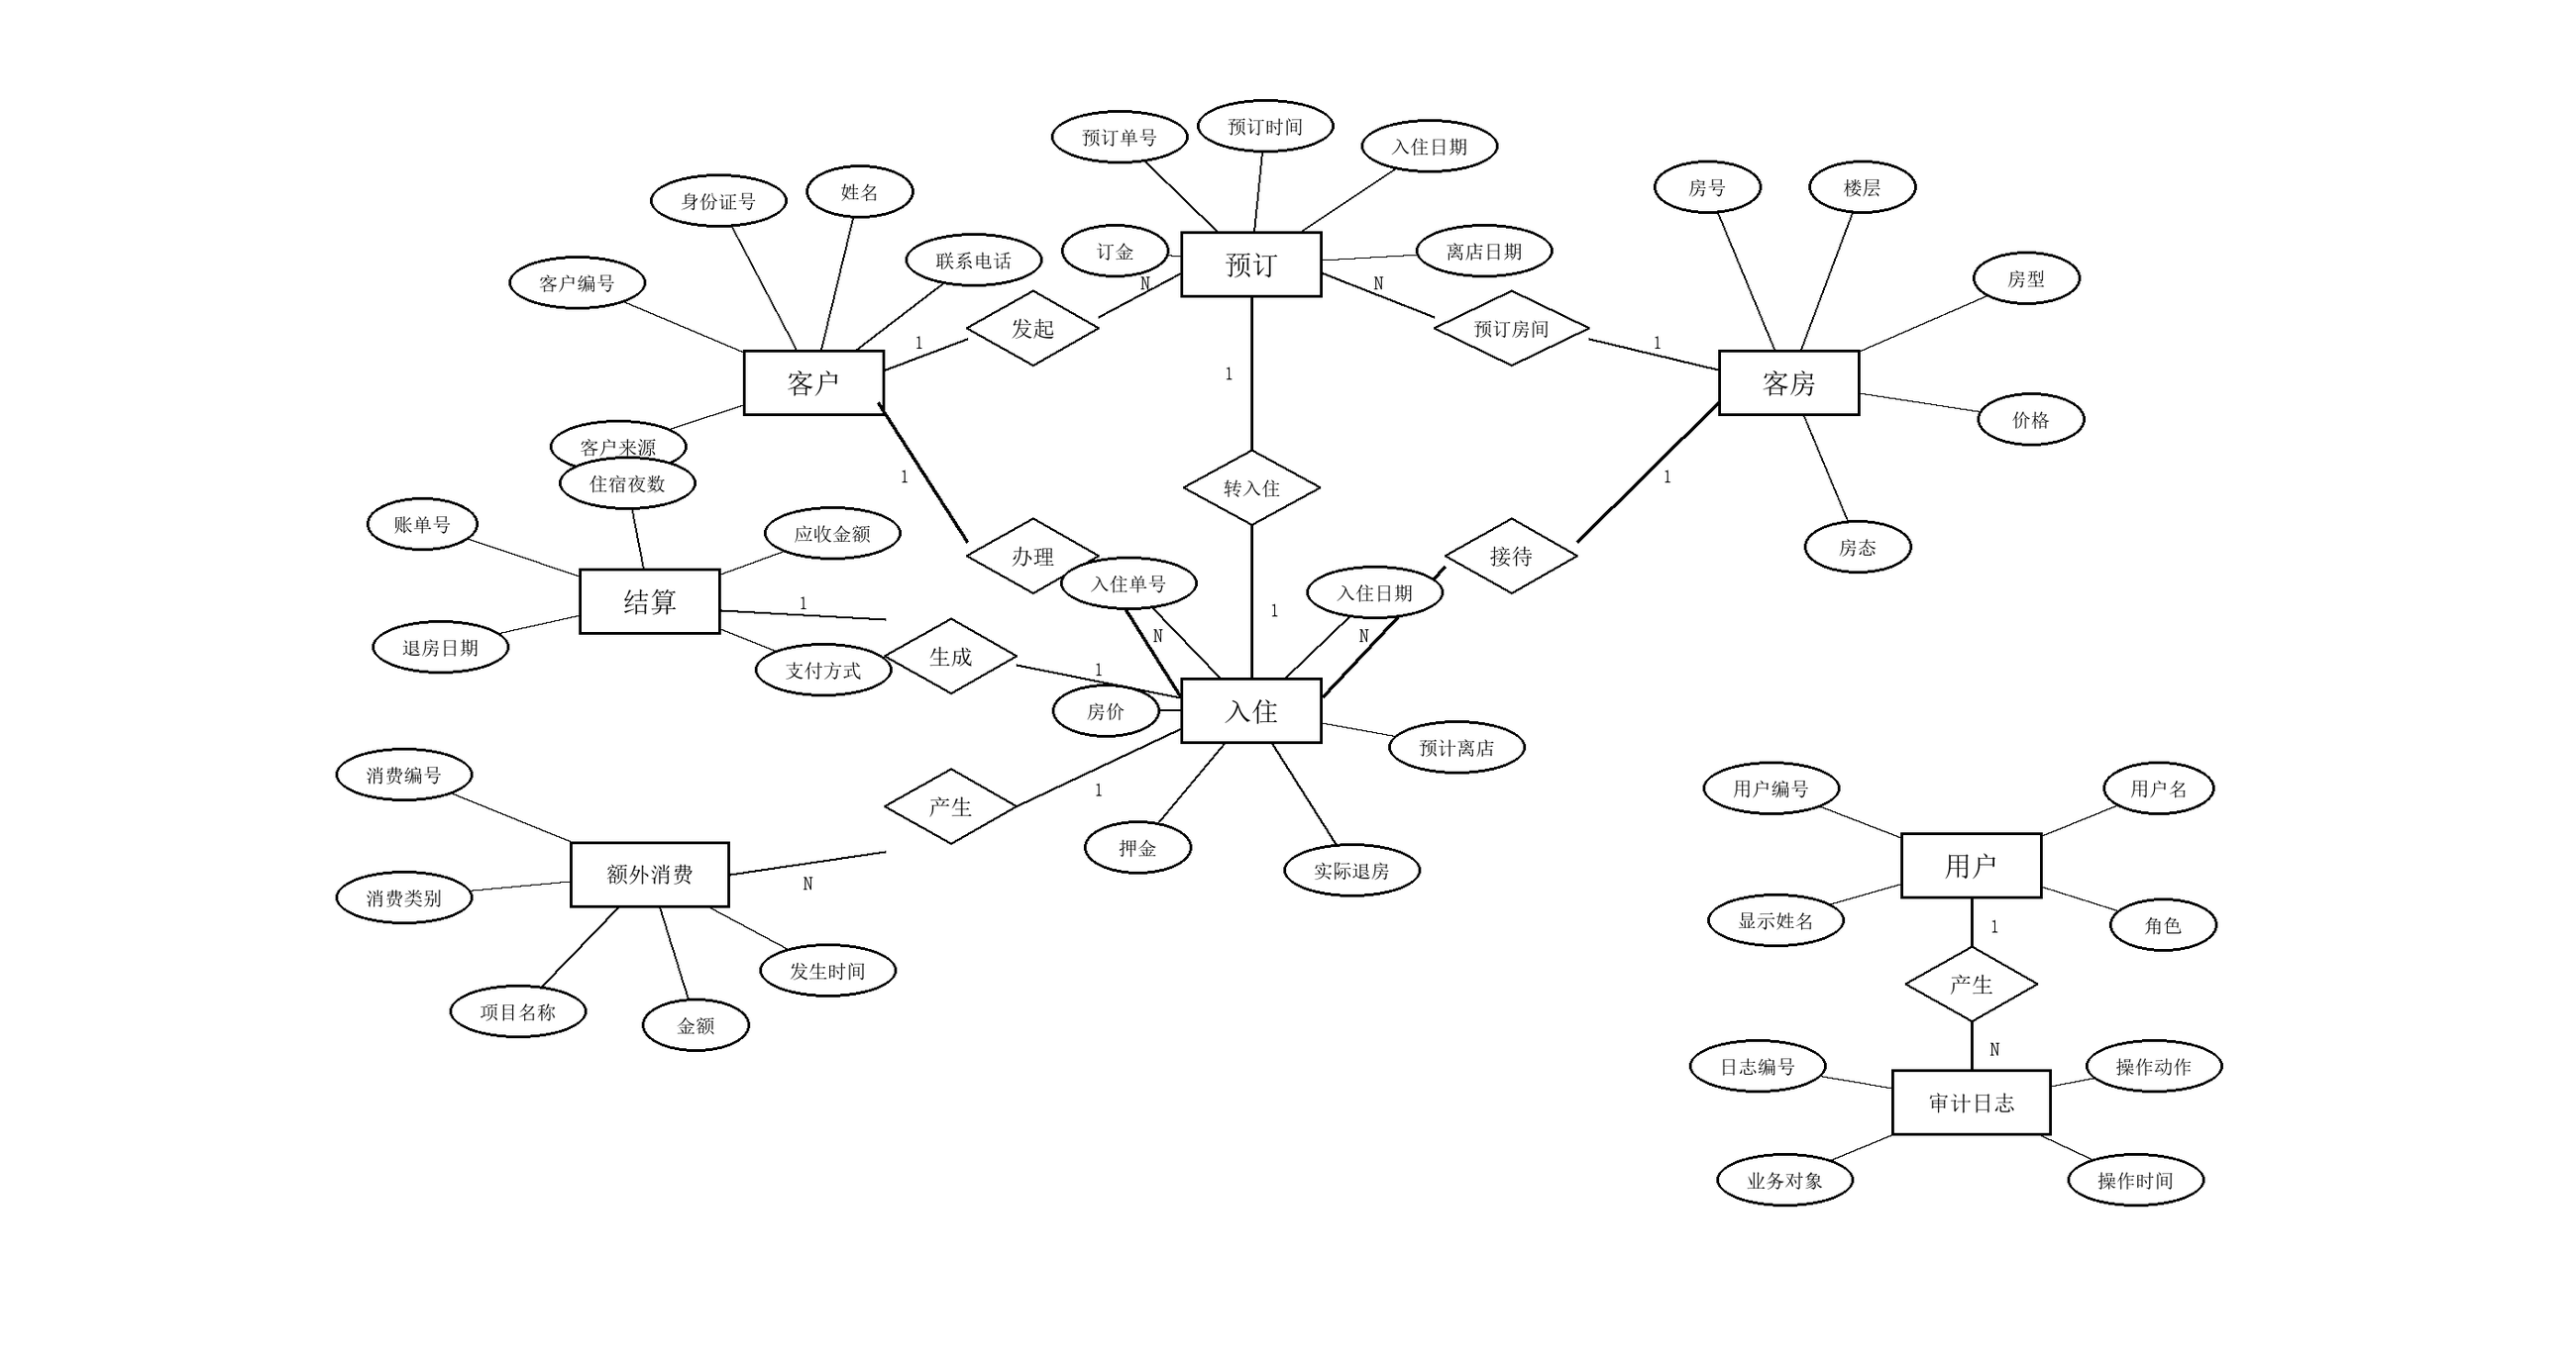 预订时间
预订单号
入住日期
房号
楼层
姓名
身份证号
订金
离店日期
联系电话
预订
房型
客户编号
N
N
发起
预订房间
1
1
1
客户
客房
价格
客户来源
1
1
住宿夜数
转入住
账单号
应收金额
房态
办理
接待
入住单号
入住日期
结算
1
1
N
N
退房日期
生成
支付方式
1
房价
入住
预计离店
消费编号
用户编号
用户名
1
产生
押金
用户
实际退房
额外消费
N
消费类别
显示姓名
角色
1
发生时间
产生
项目名称
金额
N
日志编号
操作动作
审计日志
业务对象
操作时间